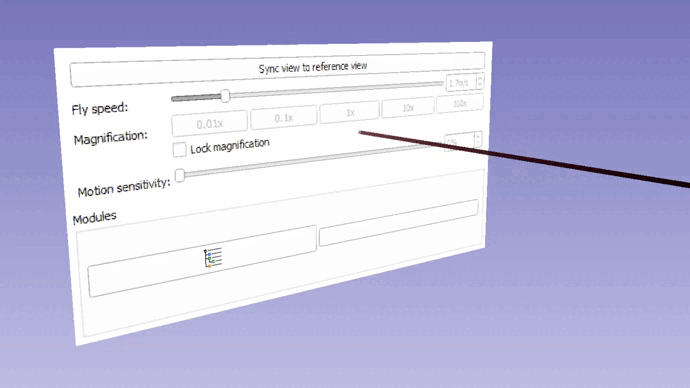 Sync view to reference view
Fly speed: 1.7m/s
Magnification: 0.01x 0.1x 1x 10x 100x
Lock magnification
Motion sensitivity:
Modules